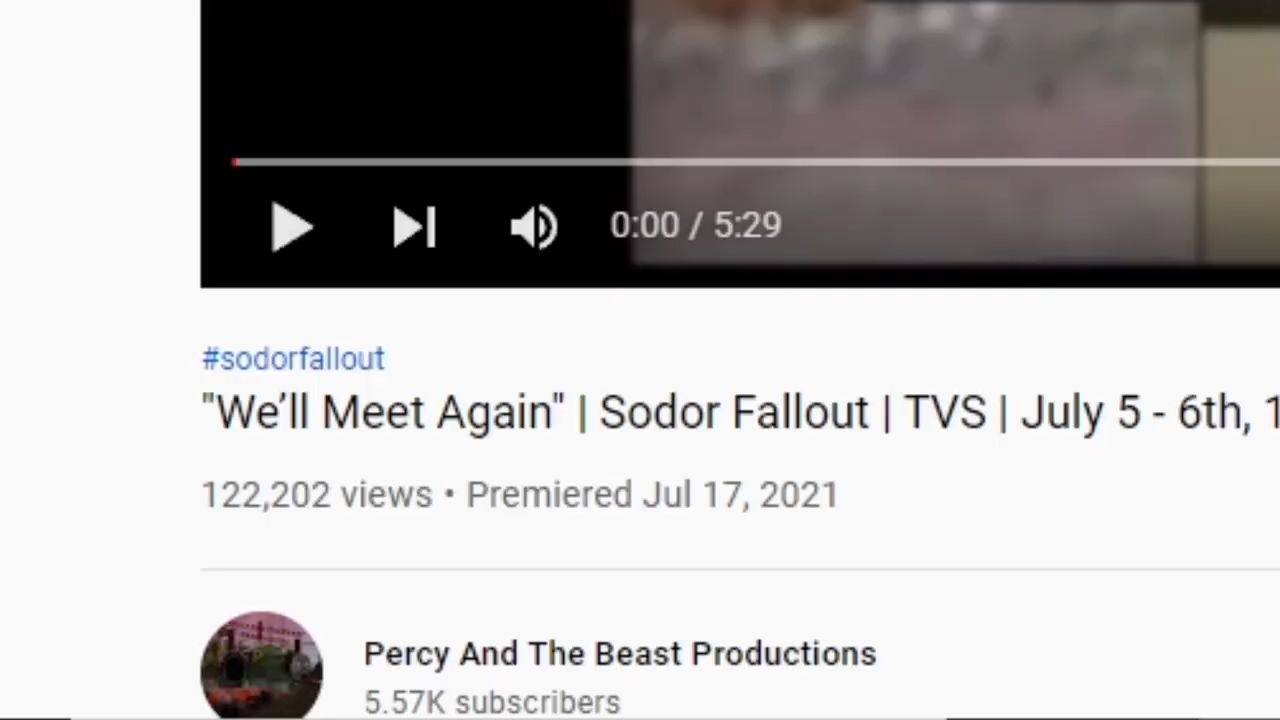 0:00 / 5:29
#sodorfallout
"We’ll Meet Again" | Sodor Fallout | TVS | July 5 - 6th, 1
122,202 views • Premiered Jul 17, 2021
Percy And The Beast Productions
5.57K subscribers